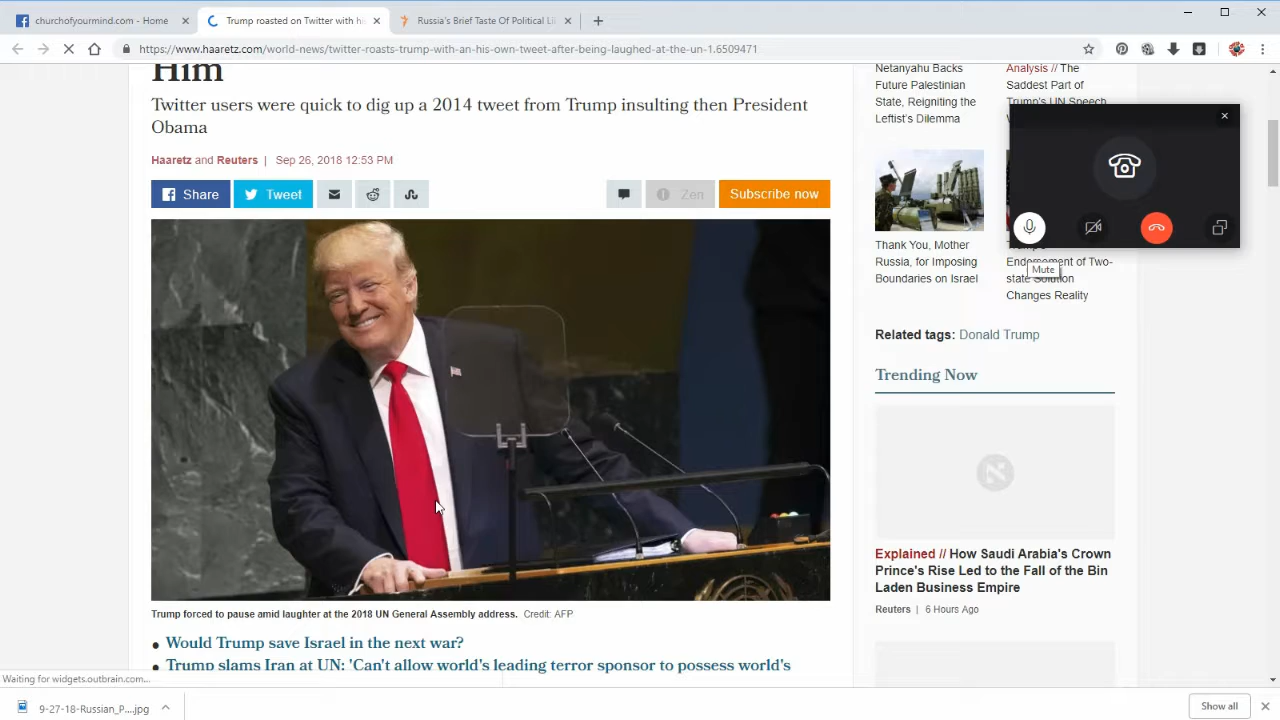 churchofyourmind.com - Home
Trump roasted on Twitter with hi
Russia's Brief Taste Of Political Li
https://www.haaretz.com/world-news/twitter-roasts-trump-with-an-his-own-tweet-after-being-laughed-at-the-un-1.6509471
Him
Twitter users were quick to dig up a 2014 tweet from Trump insulting then President
Obama
Haaretz and Reuters | Sep 26, 2018 12:53 PM
Share
Tweet
Zen
Subscribe now
Trump forced to pause amid laughter at the 2018 UN General Assembly address. Credit: AFP
• Would Trump save Israel in the next war?
• Trump slams Iran at UN: 'Can't allow world's leading terror sponsor to possess world's
Netanyahu Backs
Future Palestinian
State, Reigniting the
Leftist's Dilemma
Analysis // The
Saddest Part of
Trump's UN Speech
Thank You, Mother
Russia, for Imposing
Boundaries on Israel
Endorsement of Two-
state Solution
Changes Reality
Mute
Related tags: Donald Trump
Trending Now
Explained // How Saudi Arabia's Crown
Prince's Rise Led to the Fall of the Bin
Laden Business Empire
Reuters | 6 Hours Ago
Waiting for widgets.outbrain.com...
9-27-18-Russian_P....jpg
Show all